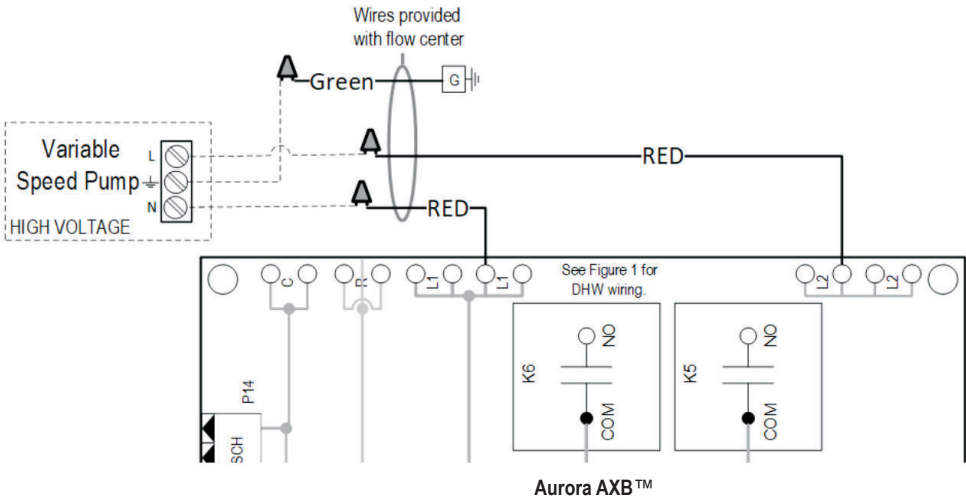 Wires provided
with flow center
Green
G
Variable
Speed Pump
L
N
HIGH VOLTAGE
RED
RED
C
R
L1
L1
See Figure 1 for
DHW wiring.
L2
L2
K6
NO
COM
K5
NO
COM
P14
SCH
Aurora AXB™